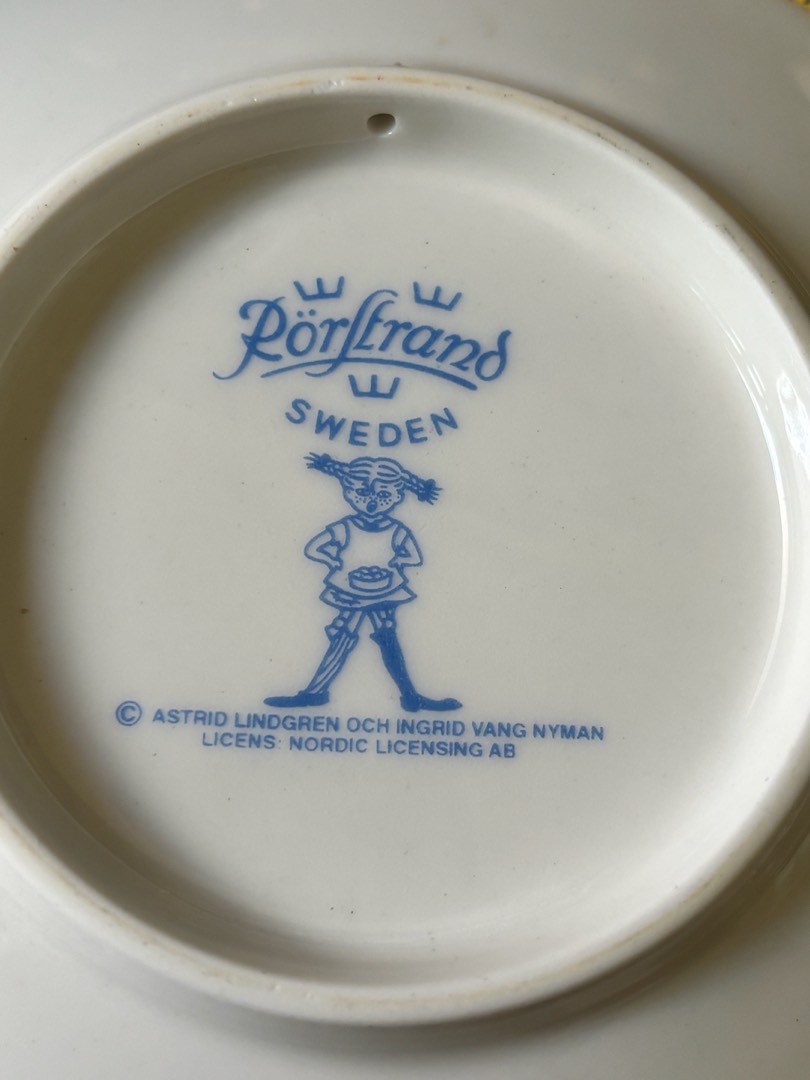 Rörstrand
SWEDEN
© ASTRID LINDGREN OCH INGRID VANG NYMAN
LICENS: NORDIC LICENSING AB